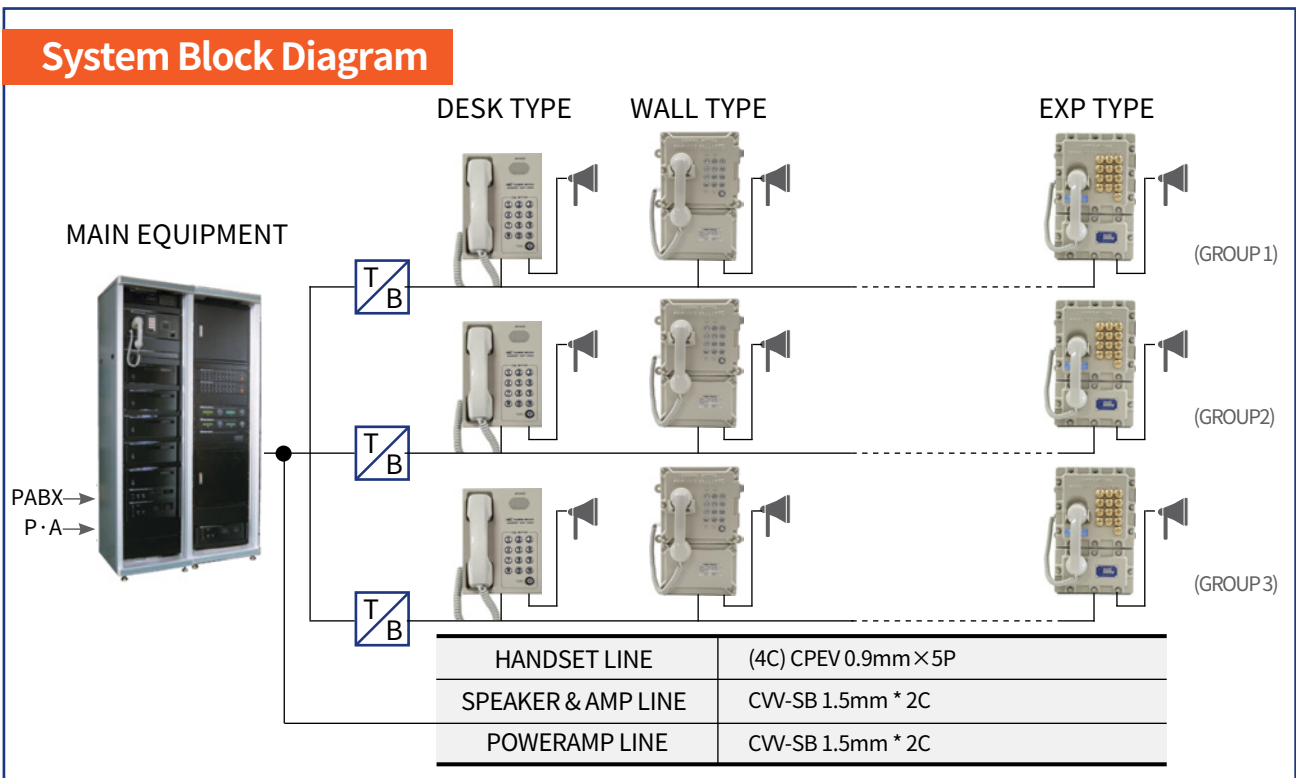 System Block Diagram
DESK TYPE
WALL TYPE
EXP TYPE
MAIN EQUIPMENT
T/B
(GROUP 1)
T/B
(GROUP2)
PABX
P·A
T/B
(GROUP 3)
HANDSET LINE (4C) CPEV 0.9mm×5P
SPEAKER & AMP LINE CVV-SB 1.5mm * 2C
POWERAMP LINE CVV-SB 1.5mm * 2C